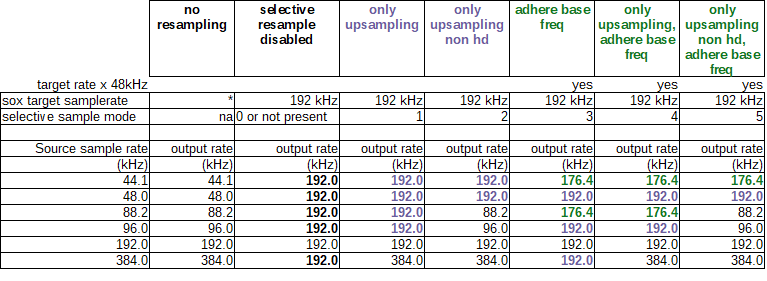 no resampling | selective resample disabled | only upsampling | only upsampling non hd | adhere base freq | only upsampling, adhere base freq | only upsampling non hd, adhere base freq
target rate x 48kHz yes yes yes
sox target samplerate * 192 kHz 192 kHz 192 kHz 192 kHz 192 kHz 192 kHz
selective sample mode na 0 or not present 1 2 3 4 5
Source sample rate output rate output rate output rate output rate output rate output rate output rate
(kHz) (kHz) (kHz) (kHz) (kHz) (kHz) (kHz) (kHz)
44.1 44.1 192.0 192.0 192.0 176.4 176.4 176.4
48.0 48.0 192.0 192.0 192.0 192.0 192.0 192.0
88.2 88.2 192.0 192.0 88.2 176.4 176.4 88.2
96.0 96.0 192.0 192.0 96.0 192.0 192.0 96.0
192.0 192.0 192.0 192.0 192.0 192.0 192.0 192.0
384.0 384.0 192.0 384.0 384.0 192.0 384.0 384.0